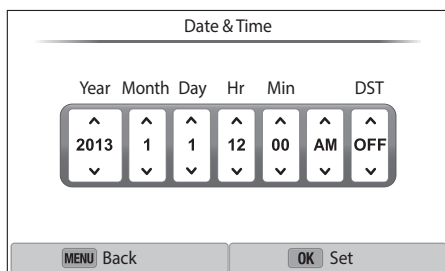 Date & Time
Year Month Day Hr Min DST
2013 1 1 12 00 AM OFF
MENU Back OK Set